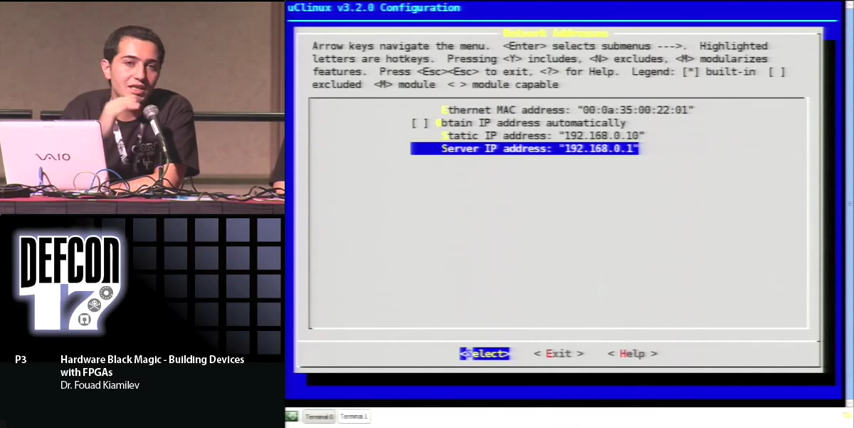 uClinux v3.2.0 Configuration
Network Addresses
Arrow keys navigate the menu. <Enter> selects submenus --->. Highlighted
letters are hotkeys. Pressing <Y> includes, <N> excludes, <M> modularizes
features. Press <Esc><Esc> to exit, <?> for Help. Legend: [*] built-in [ ]
excluded <M> module < > module capable
Ethernet MAC address: "00:0a:35:00:22:01"
[ ] Obtain IP address automatically
Static IP address: "192.168.0.10"
Server IP address: "192.168.0.1"
<Select> < Exit > < Help >
Terminal 0 Terminal 1
VAIO
DEFCON
17
P3 Hardware Black Magic - Building Devices
with FPGAs
Dr. Fouad Kiamilev